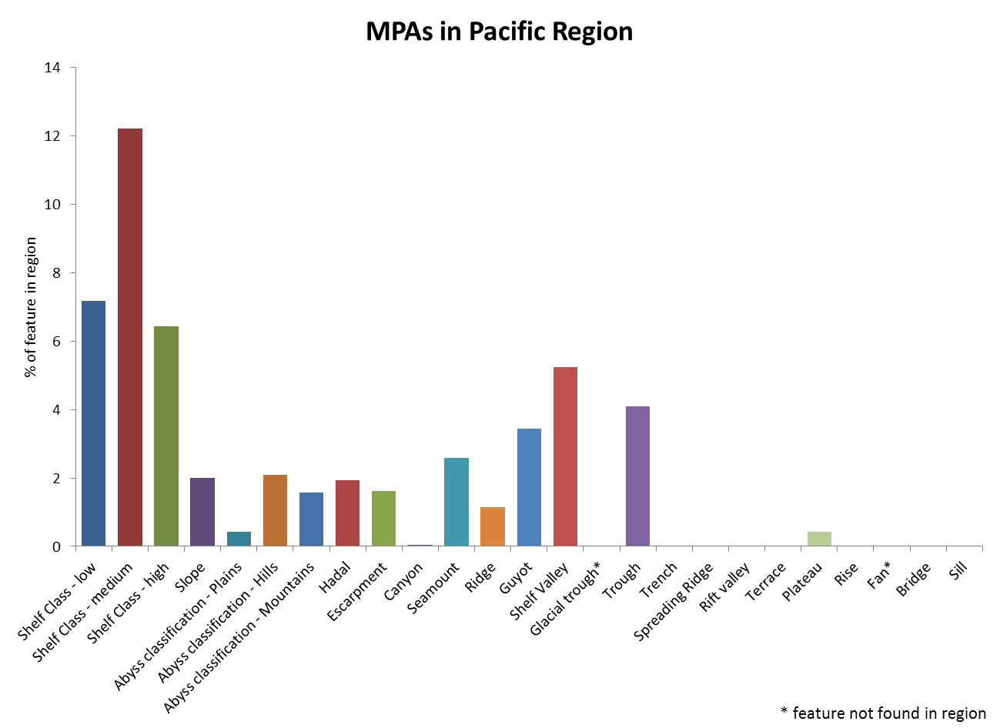 MPAs in Pacific Region
% of feature in region
14
12
10
8
6
4
2
0
Shelf Class - low
Shelf Class - medium
Shelf Class - high
Slope
Abyss classification - Plains
Abyss classification - Hills
Abyss classification - Mountains
Hadal
Escarpment
Canyon
Seamount
Ridge
Guyot
Shelf Valley
Glacial trough*
Trough
Trench
Spreading Ridge
Rift valley
Terrace
Plateau
Rise
Fan*
Bridge
Sill
* feature not found in region